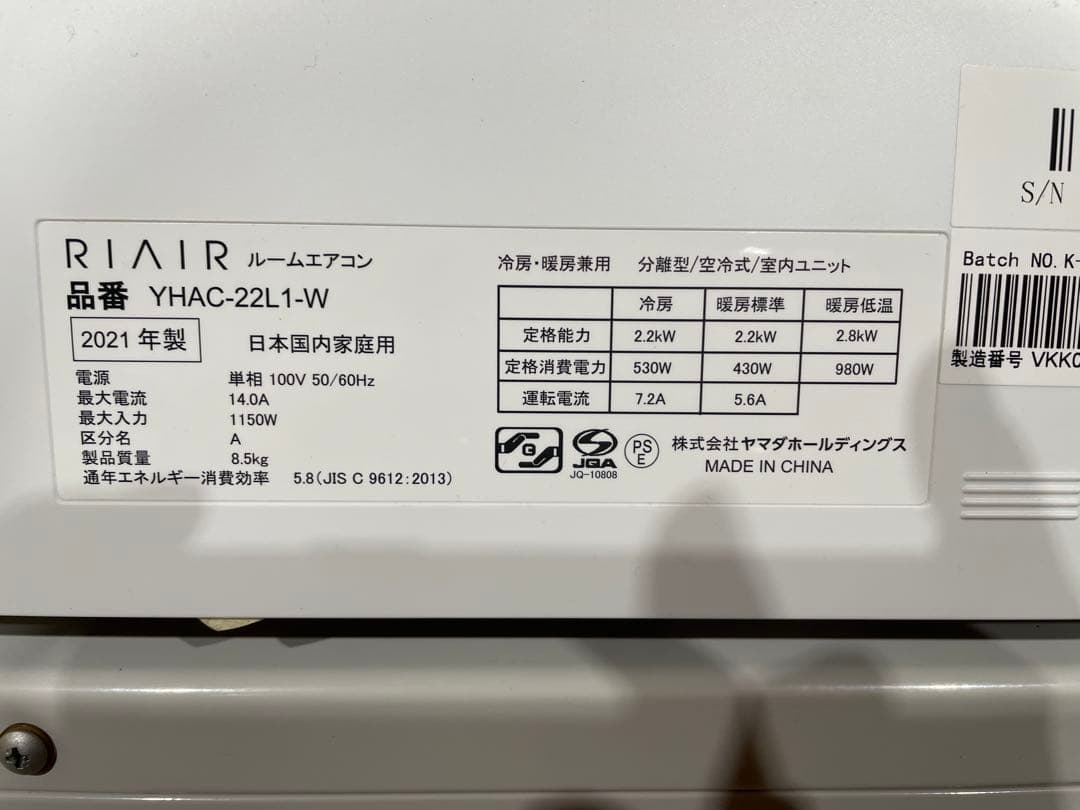 RIAIR ルームエアコン
品番 YHAC-22L1-W
2021 年製 日本国内家庭用
電源 単相 100V 50/60Hz
最大電流 14.0A
最大入力 1150W
区分名 A
製品質量 8.5kg
通年エネルギー消費効率 5.8(JIS C 9612:2013)
冷房・暖房兼用 分離型/空冷式/室内ユニット
冷房 暖房標準 暖房低温
定格能力 2.2kW 2.2kW 2.8kW
定格消費電力 530W 430W 980W
運転電流 7.2A 5.6A
G
JQA
JQ-10808
PS
E
株式会社ヤマダホールディングス
MADE IN CHINA
S/N
Batch NO.K-
製造番号 VKK0